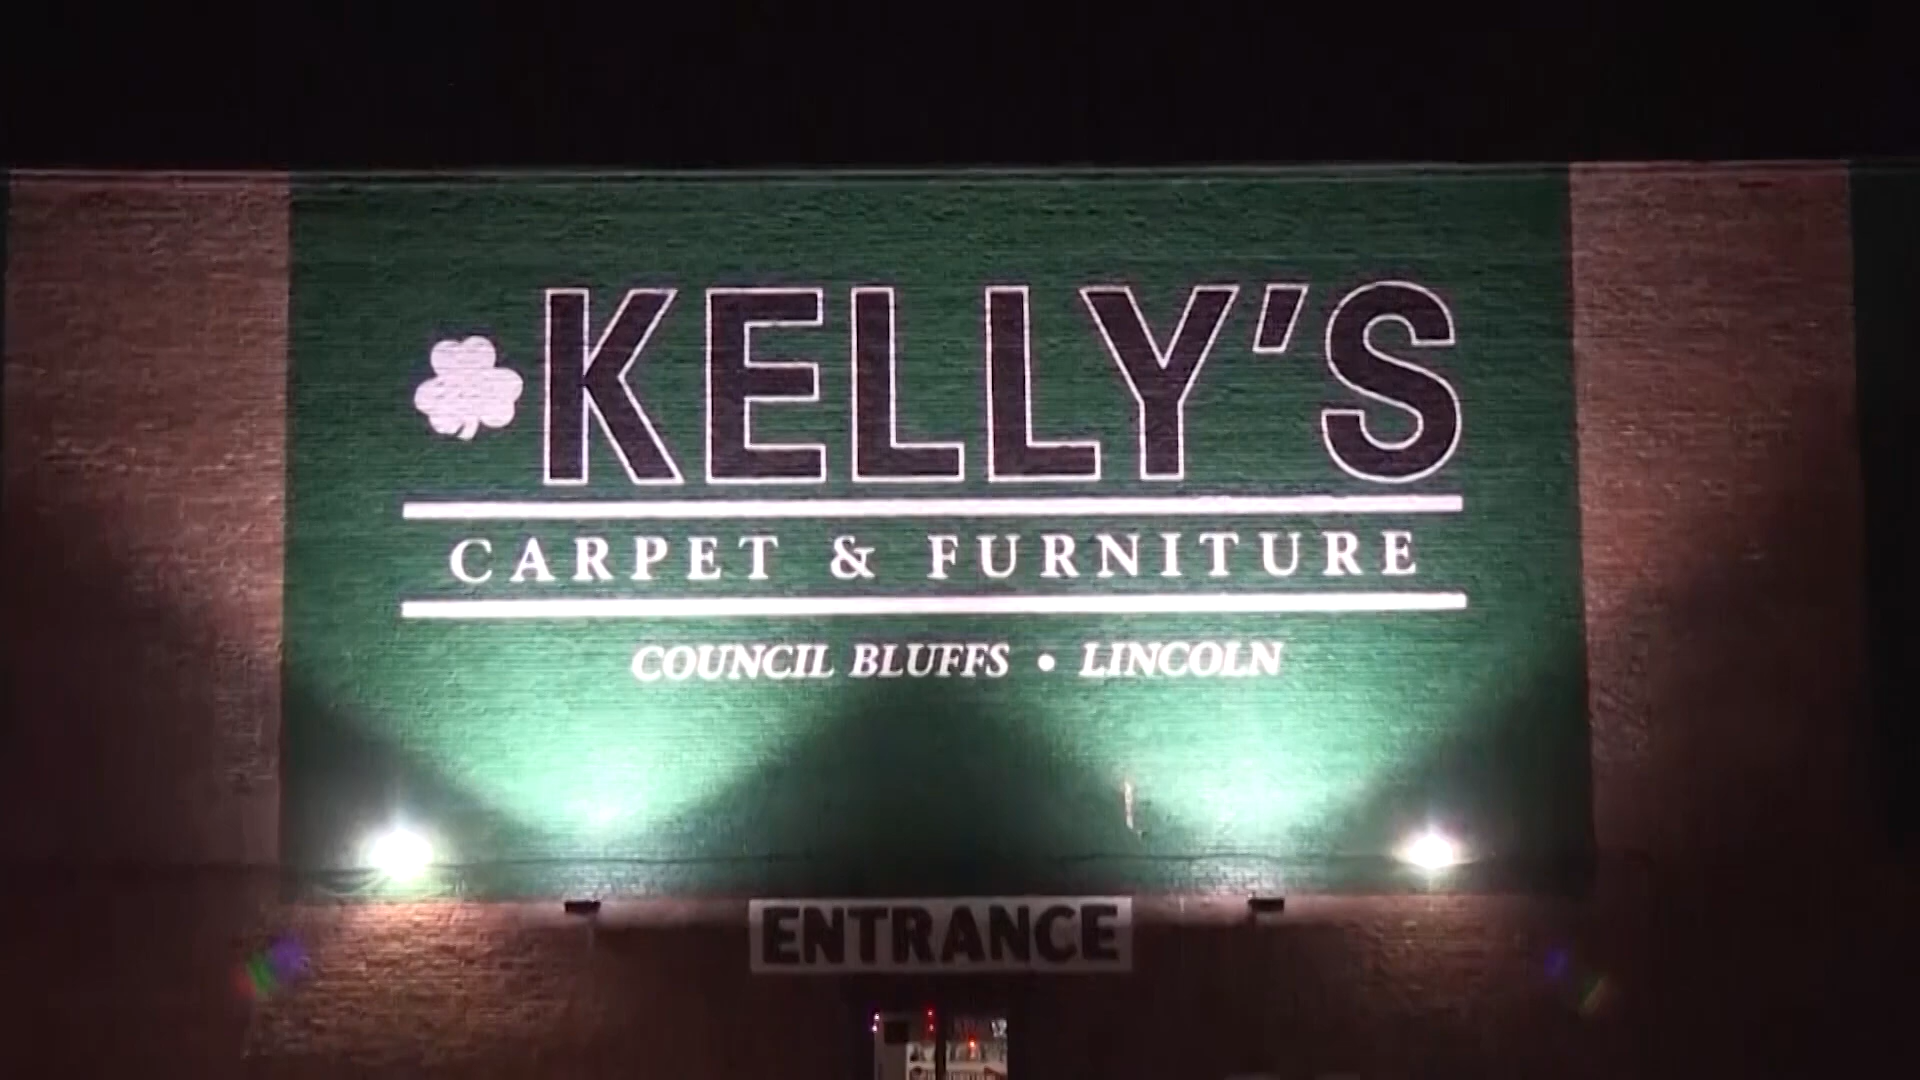 KELLY'S
CARPET & FURNITURE
COUNCIL BLUFFS • LINCOLN
ENTRANCE